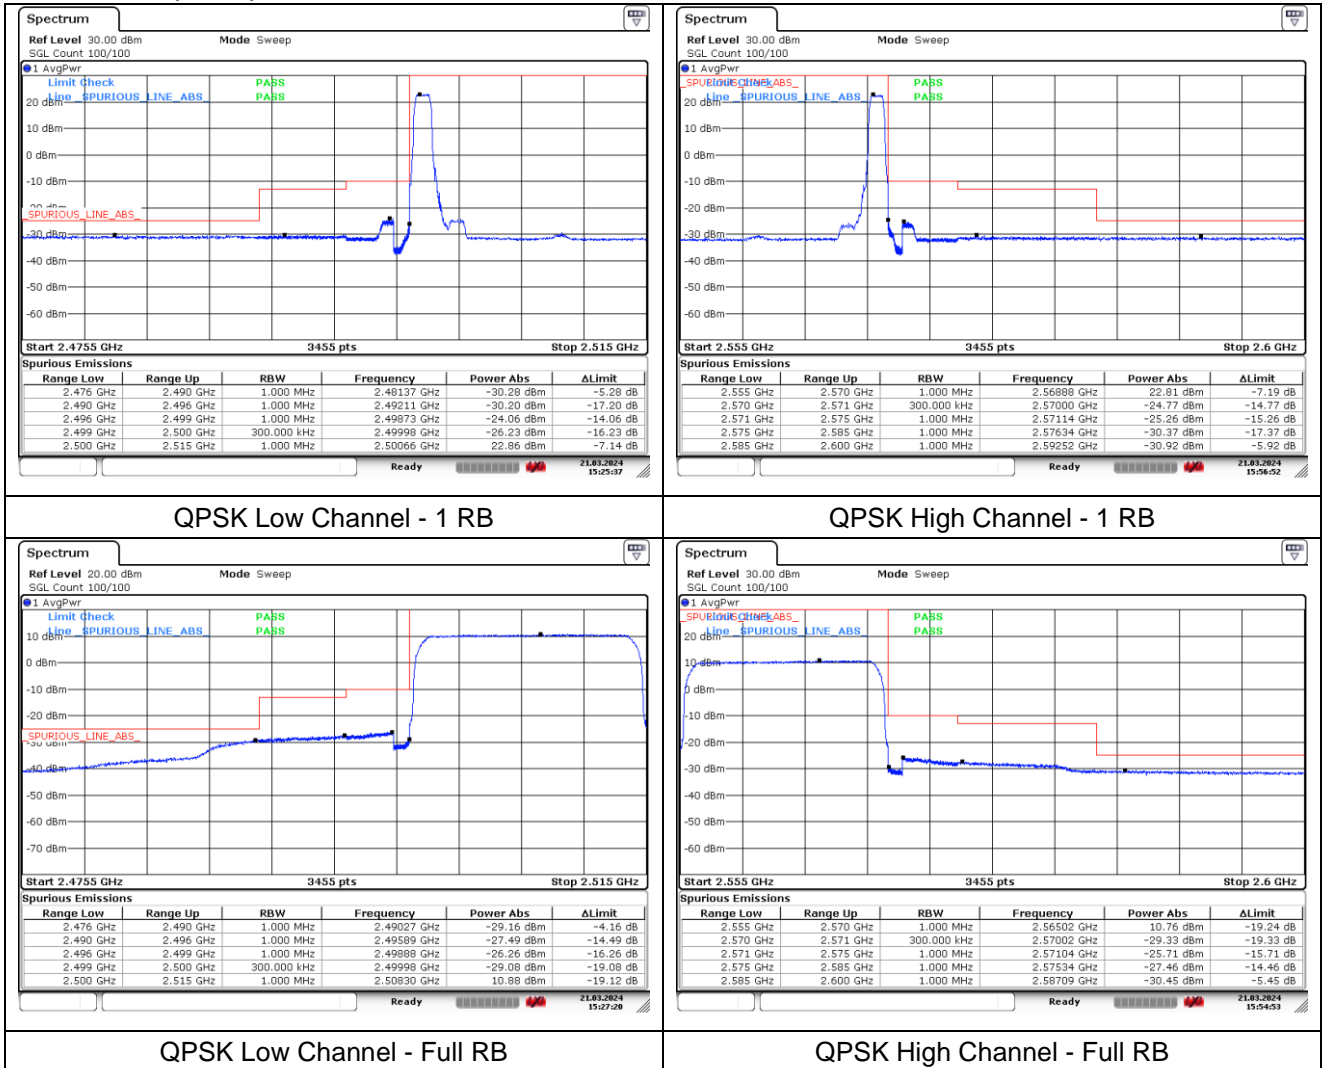 Spectrum
Ref Level 30.00 dBm Mode Sweep
SGL Count 100/100
1 AvgPwr
Limit Check PASS
Line _SPURIOUS_LINE_ABS_ PASS
20 dBm
10 dBm
0 dBm
-10 dBm
-20 dBm
_SPURIOUS_LINE_ABS_
-30 dBm
-40 dBm
-50 dBm
-60 dBm
Start 2.4755 GHz 3455 pts Stop 2.515 GHz
Spurious Emissions
Range Low Range Up RBW Frequency Power Abs ΔLimit
2.476 GHz 2.490 GHz 1.000 MHz 2.48137 GHz -30.28 dBm -5.28 dB
2.490 GHz 2.496 GHz 1.000 MHz 2.49211 GHz -30.20 dBm -17.20 dB
2.496 GHz 2.499 GHz 1.000 MHz 2.49873 GHz -24.06 dBm -14.06 dB
2.499 GHz 2.500 GHz 300.000 kHz 2.49998 GHz -26.23 dBm -16.23 dB
2.500 GHz 2.515 GHz 1.000 MHz 2.50066 GHz 22.86 dBm -7.14 dB
Ready 21.03.2024
15:25:37
QPSK Low Channel - 1 RB
Spectrum
Ref Level 30.00 dBm Mode Sweep
SGL Count 100/100
1 AvgPwr
_SPURIOUS_LINE_ABS_
Limit Check PASS
Line _SPURIOUS_LINE_ABS_ PASS
20 dBm
10 dBm
0 dBm
-10 dBm
-20 dBm
-30 dBm
-40 dBm
-50 dBm
-60 dBm
Start 2.555 GHz 3455 pts Stop 2.6 GHz
Spurious Emissions
Range Low Range Up RBW Frequency Power Abs ΔLimit
2.555 GHz 2.570 GHz 1.000 MHz 2.56888 GHz 22.81 dBm -7.19 dB
2.570 GHz 2.571 GHz 300.000 kHz 2.57000 GHz -24.77 dBm -14.77 dB
2.571 GHz 2.575 GHz 1.000 MHz 2.57114 GHz -25.26 dBm -15.26 dB
2.575 GHz 2.585 GHz 1.000 MHz 2.57634 GHz -30.37 dBm -17.37 dB
2.585 GHz 2.600 GHz 1.000 MHz 2.59252 GHz -30.92 dBm -5.92 dB
Ready 21.03.2024
15:56:52
QPSK High Channel - 1 RB
Spectrum
Ref Level 20.00 dBm Mode Sweep
SGL Count 100/100
1 AvgPwr
Limit Check PASS
Line _SPURIOUS_LINE_ABS_ PASS
10 dBm
0 dBm
-10 dBm
-20 dBm
_SPURIOUS_LINE_ABS_
-30 dBm
-40 dBm
-50 dBm
-60 dBm
-70 dBm
Start 2.4755 GHz 3455 pts Stop 2.515 GHz
Spurious Emissions
Range Low Range Up RBW Frequency Power Abs ΔLimit
2.476 GHz 2.490 GHz 1.000 MHz 2.49027 GHz -29.16 dBm -4.16 dB
2.490 GHz 2.496 GHz 1.000 MHz 2.49589 GHz -27.49 dBm -14.49 dB
2.496 GHz 2.499 GHz 1.000 MHz 2.49888 GHz -26.26 dBm -16.26 dB
2.499 GHz 2.500 GHz 300.000 kHz 2.49998 GHz -29.08 dBm -19.08 dB
2.500 GHz 2.515 GHz 1.000 MHz 2.50830 GHz 10.88 dBm -19.12 dB
Ready 21.03.2024
15:27:20
QPSK Low Channel - Full RB
Spectrum
Ref Level 30.00 dBm Mode Sweep
SGL Count 100/100
1 AvgPwr
_SPURIOUS_LINE_ABS_
Limit Check PASS
Line _SPURIOUS_LINE_ABS_ PASS
20 dBm
10 dBm
0 dBm
-10 dBm
-20 dBm
-30 dBm
-40 dBm
-50 dBm
-60 dBm
Start 2.555 GHz 3455 pts Stop 2.6 GHz
Spurious Emissions
Range Low Range Up RBW Frequency Power Abs ΔLimit
2.555 GHz 2.570 GHz 1.000 MHz 2.56502 GHz 10.76 dBm -19.24 dB
2.570 GHz 2.571 GHz 300.000 kHz 2.57002 GHz -29.33 dBm -19.33 dB
2.571 GHz 2.575 GHz 1.000 MHz 2.57104 GHz -25.71 dBm -15.71 dB
2.575 GHz 2.585 GHz 1.000 MHz 2.57534 GHz -27.46 dBm -14.46 dB
2.585 GHz 2.600 GHz 1.000 MHz 2.58709 GHz -30.45 dBm -5.45 dB
Ready 21.03.2024
15:54:53
QPSK High Channel - Full RB